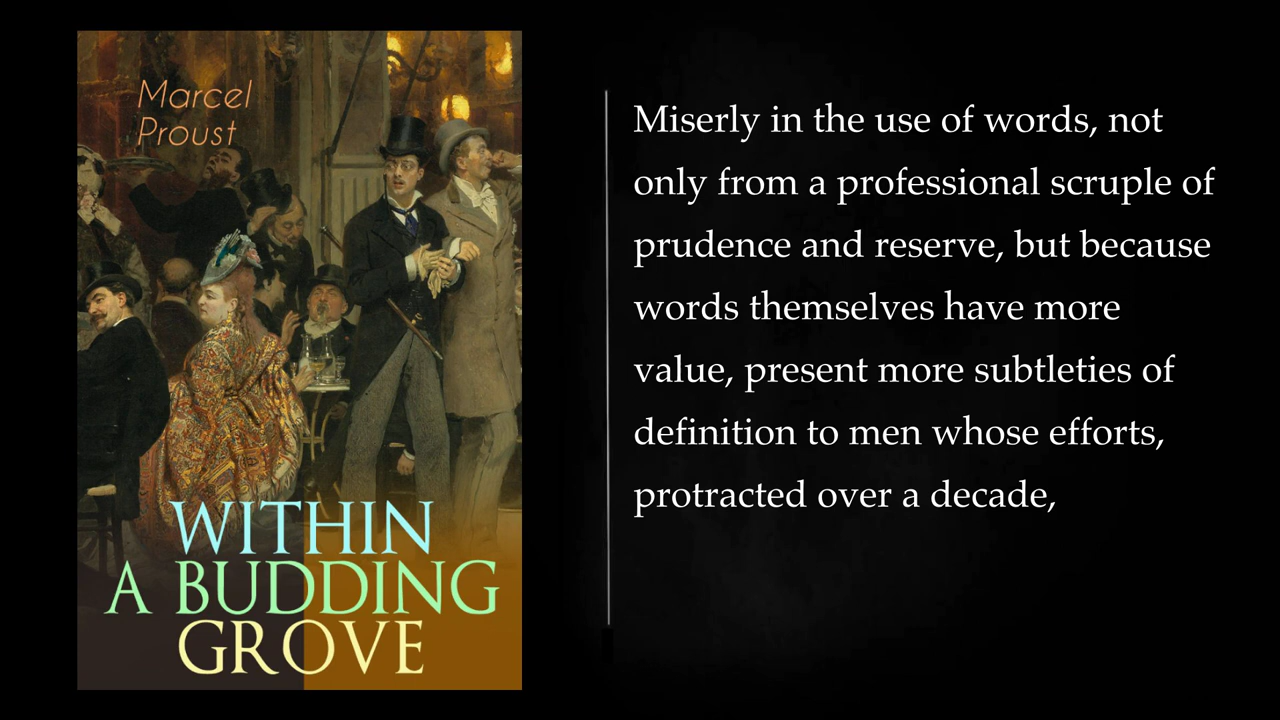 Marcel
Proust
WITHIN
A BUDDING
GROVE
Miserly in the use of words, not
only from a professional scruple of
prudence and reserve, but because
words themselves have more
value, present more subtleties of
definition to men whose efforts,
protracted over a decade,